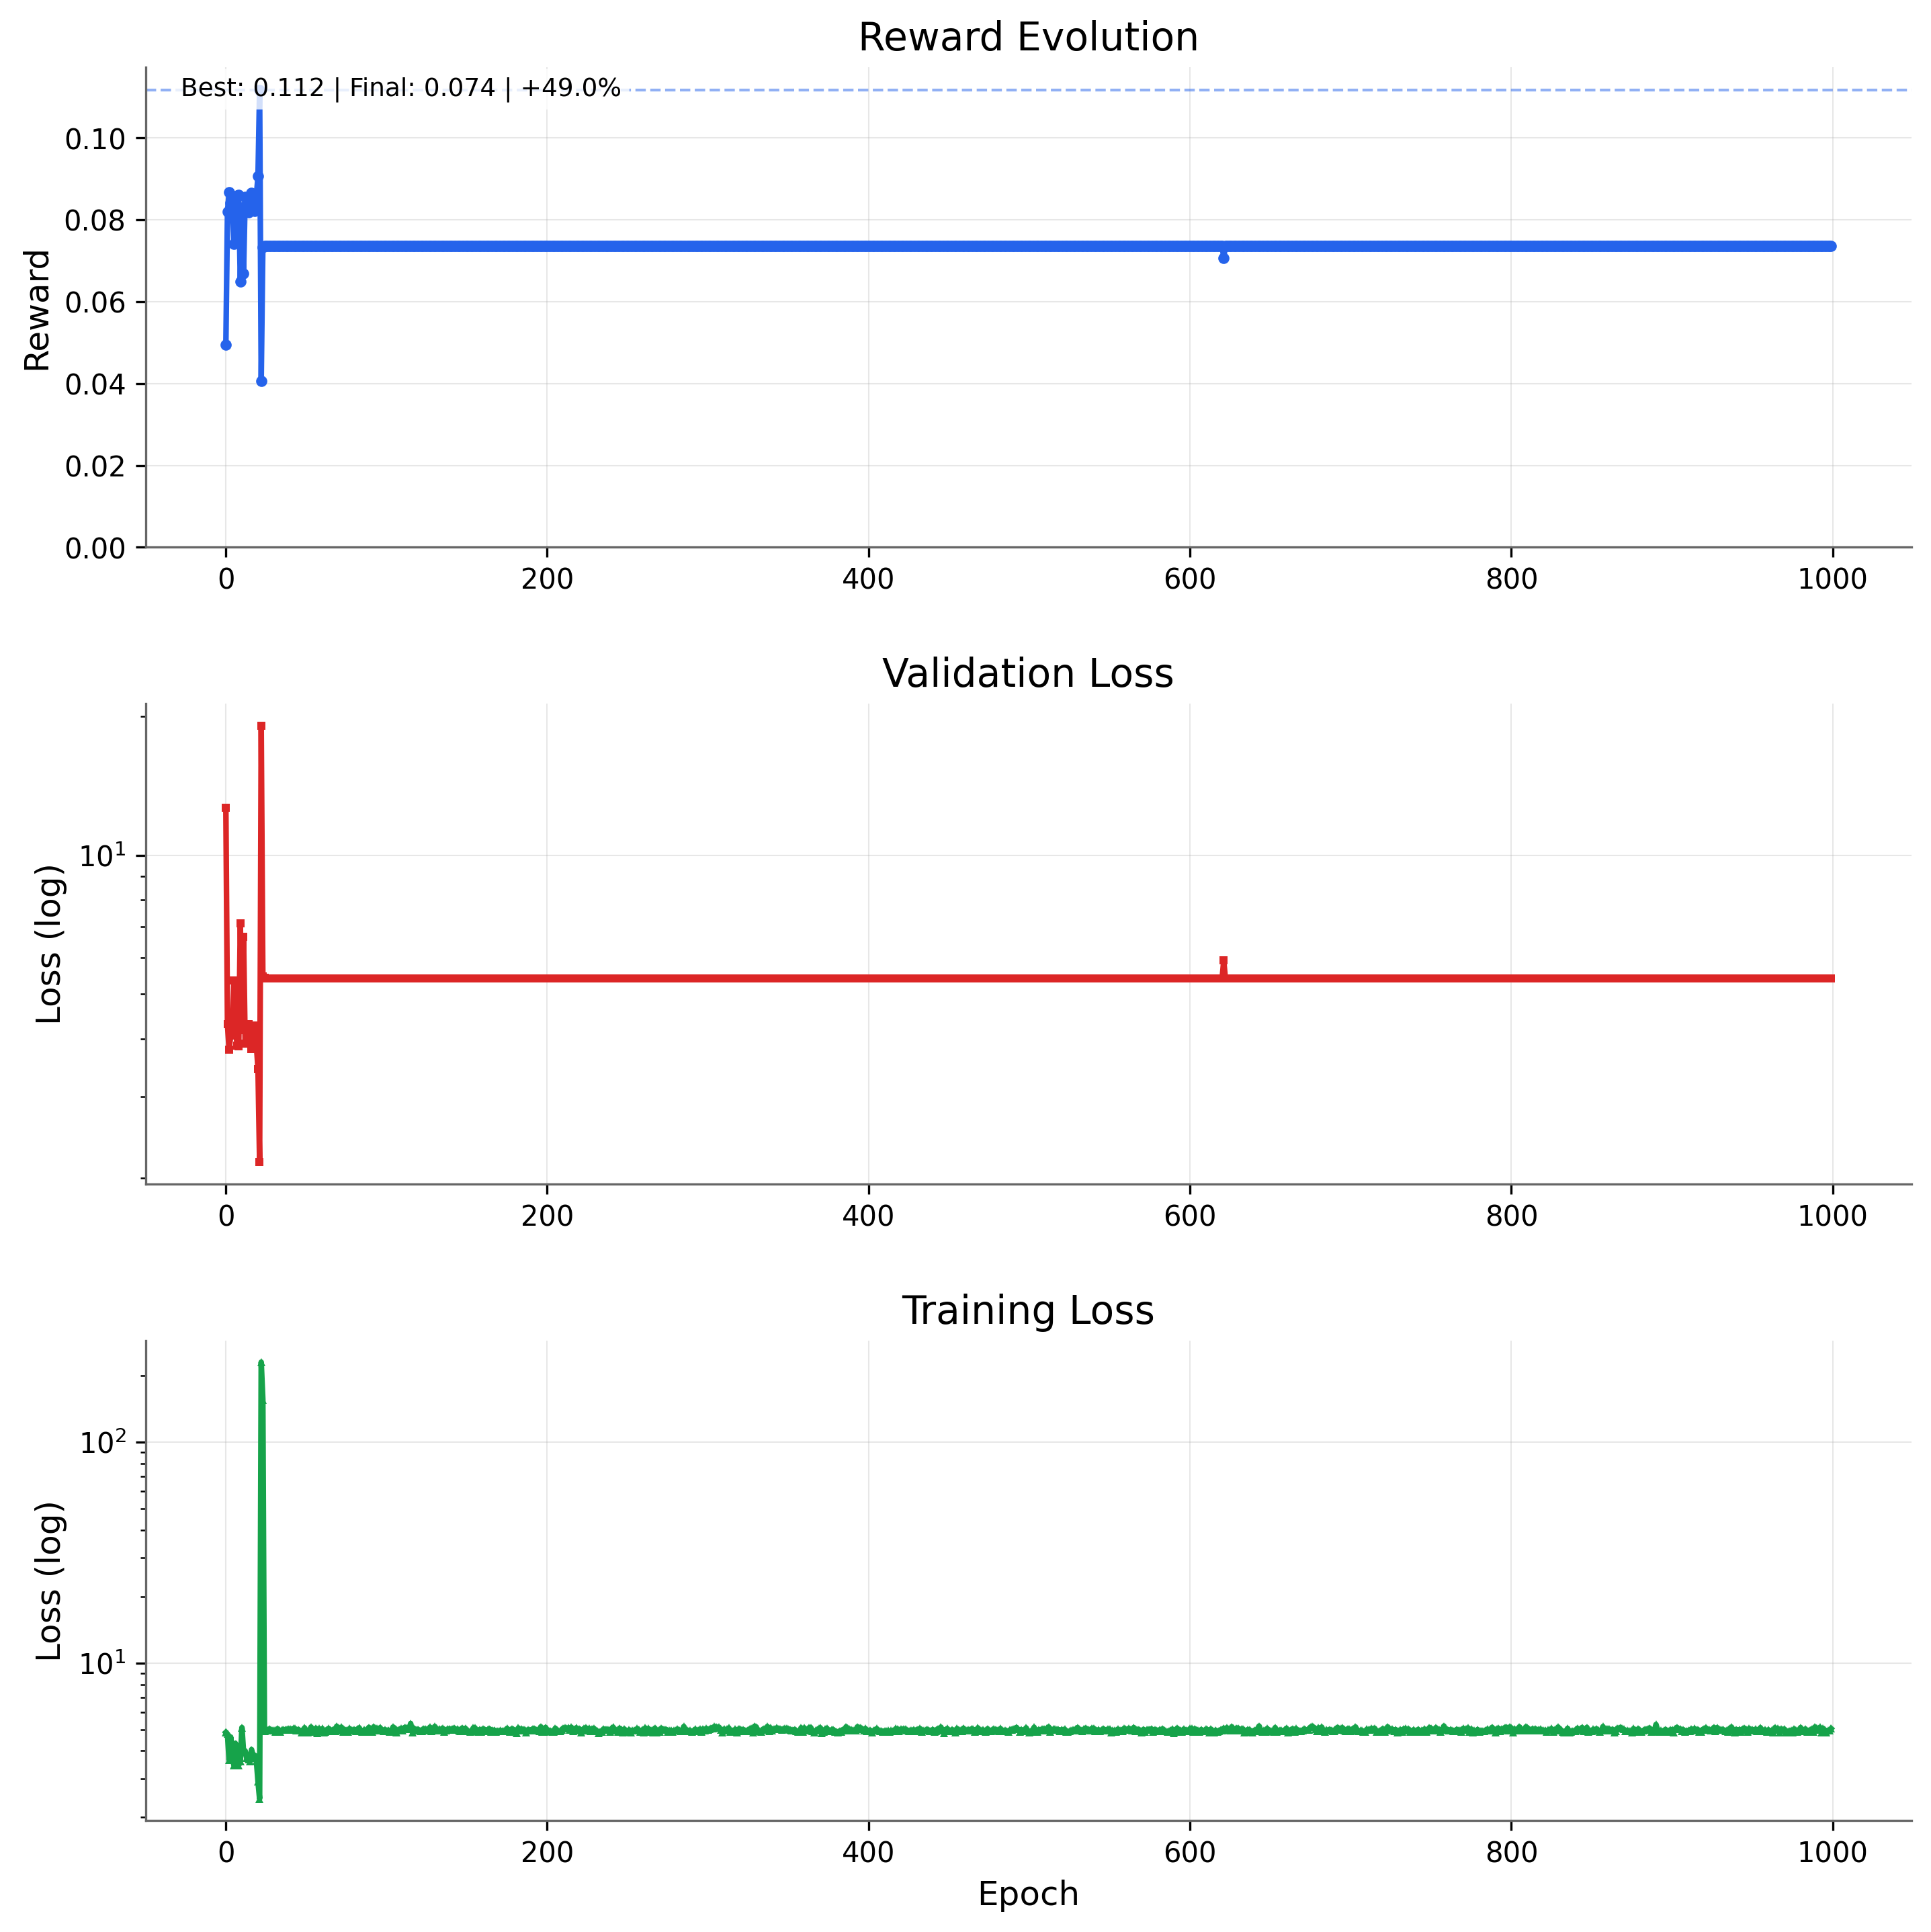 Reward Evolution
Best: 0.112 | Final: 0.074 | +49.0%
Reward
0.10
0.08
0.06
0.04
0.02
0.00
0 200 400 600 800 1000
Validation Loss
Loss (log)
10¹
0 200 400 600 800 1000
Training Loss
Loss (log)
10²
10¹
0 200 400 600 800 1000
Epoch